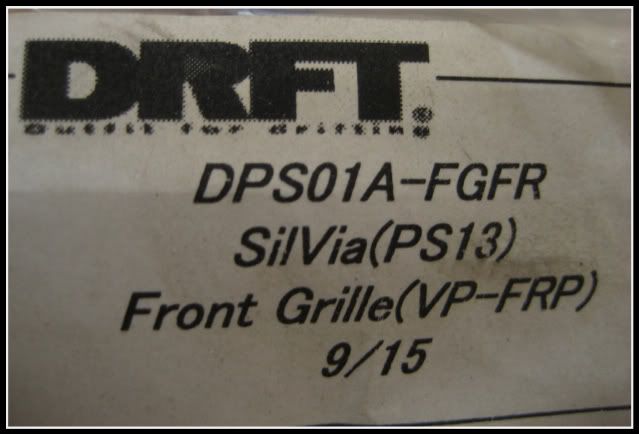 DRFT®
Outfit for drifting
DPS01A-FGFR
SilVia(PS13)
Front Grille(VP-FRP)
9/15